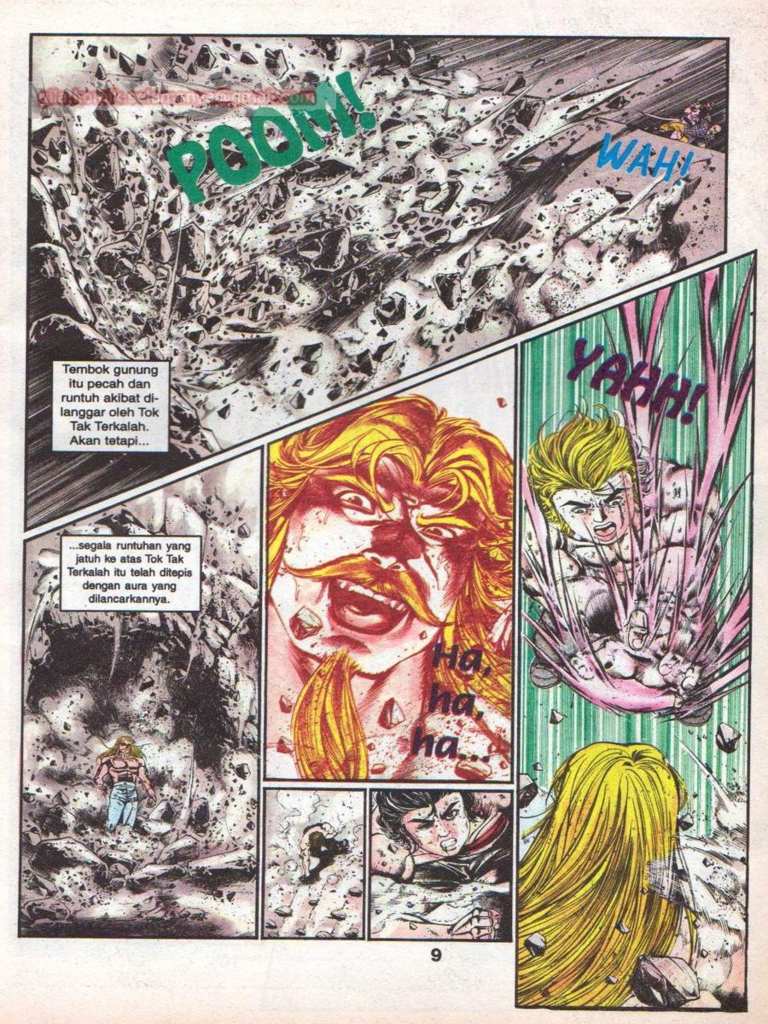 POOM!
WAH!
Tembok gunung
itu pecah dan
runtuh akibat di-
langgar oleh Tok
Tak Terkalah.
Akan tetapi...
YAHH!
...segala runtuhan yang
jatuh ke atas Tok Tak
Terkalah itu telah ditepis
dengan aura yang
dilancarkannya.
Ha,
ha,
ha...
9